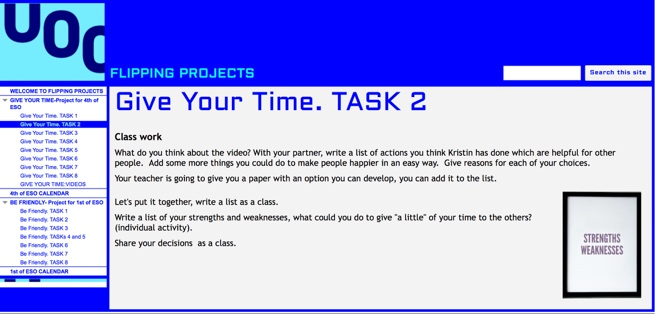 UOC
FLIPPING PROJECTS
Search this site
WELCOME TO FLIPPING PROJECTS
GIVE YOUR TIME-Project for 4th of
ESO
Give Your Time. TASK 1
Give Your Time. TASK 2
Give Your Time. TASK 3
Give Your Time. TASK 4
Give Your Time. TASK 5
Give Your Time. TASK 6
Give Your Time. TASK 7
Give Your Time. TASK 8
GIVE YOUR TIME:VIDEOS
4th of ESO CALENDAR
BE FRIENDLY- Project for 1st of ESO
Be Friendly. TASK 1
Be Friendly. TASK 2
Be Friendly. TASK 3
Be Friendly. TASKs 4 and 5
Be Friendly. TASK 6
Be Friendly. TASK 7
Be Friendly. TASK 8
1st of ESO CALENDAR
Give Your Time. TASK 2
Class work
What do you think about the video? With your partner, write a list of actions you think Kristin has done which are helpful for other
people. Add some more things you could do to make people happier in an easy way. Give reasons for each of your choices.
Your teacher is going to give you a paper with an option you can develop, you can add it to the list.
Let's put it together, write a list as a class.
Write a list of your strengths and weaknesses, what could you do to give "a little" of your time to the others?
(individual activity).
Share your decisions as a class.
STRENGTHS
WEAKNESSES